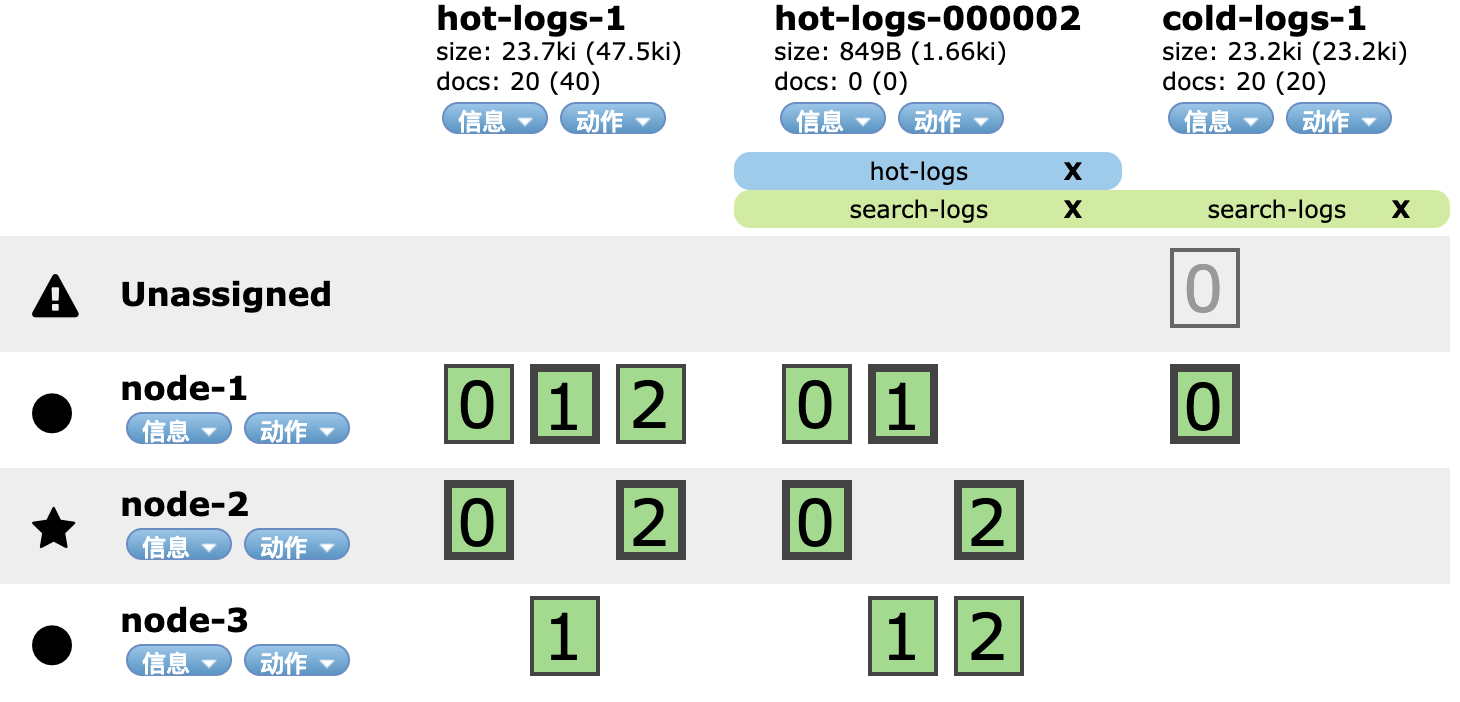 hot-logs-1 hot-logs-000002 cold-logs-1
size: 23.7ki (47.5ki) size: 849B (1.66ki) size: 23.2ki (23.2ki)
docs: 20 (40) docs: 0 (0) docs: 20 (20)
信息 动作 信息 动作 信息 动作
hot-logs X
search-logs X search-logs X
Unassigned 0
node-1 0 1 2 0 1 0
信息 动作
node-2 0 2 0 2
信息 动作
node-3 1 1 2
信息 动作